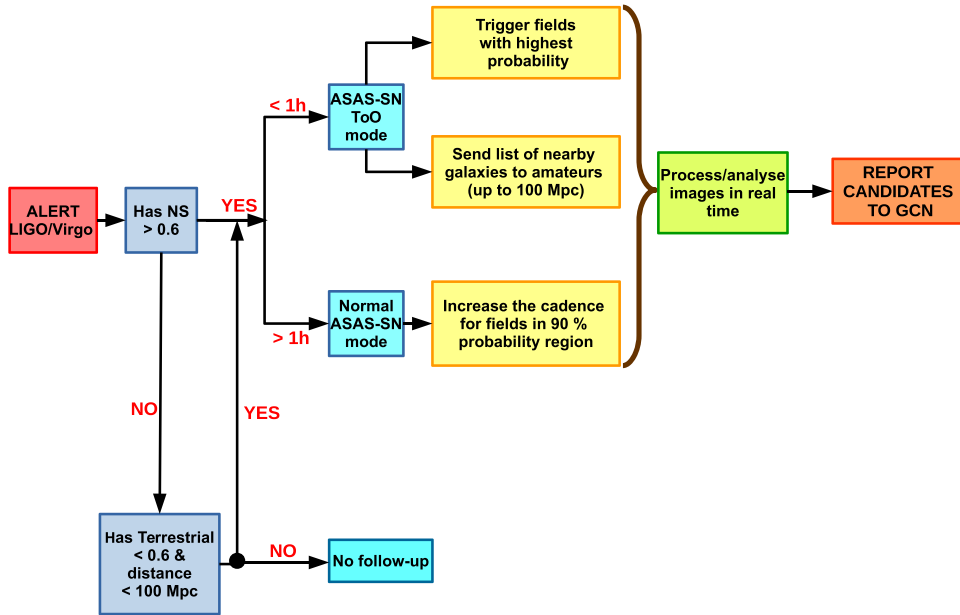 Trigger fields
with highest
probability
< 1h
ASAS-SN
ToO
mode
Send list of nearby
galaxies to amateurs
(up to 100 Mpc)
Process/analyse
images in real
time
REPORT
CANDIDATES
TO GCN
ALERT
LIGO/Virgo
Has NS
> 0.6
YES
Normal
ASAS-SN
mode
> 1h
Increase the cadence
for fields in 90 %
probability region
NO
YES
Has Terrestrial
< 0.6 &
distance
< 100 Mpc
NO
No follow-up